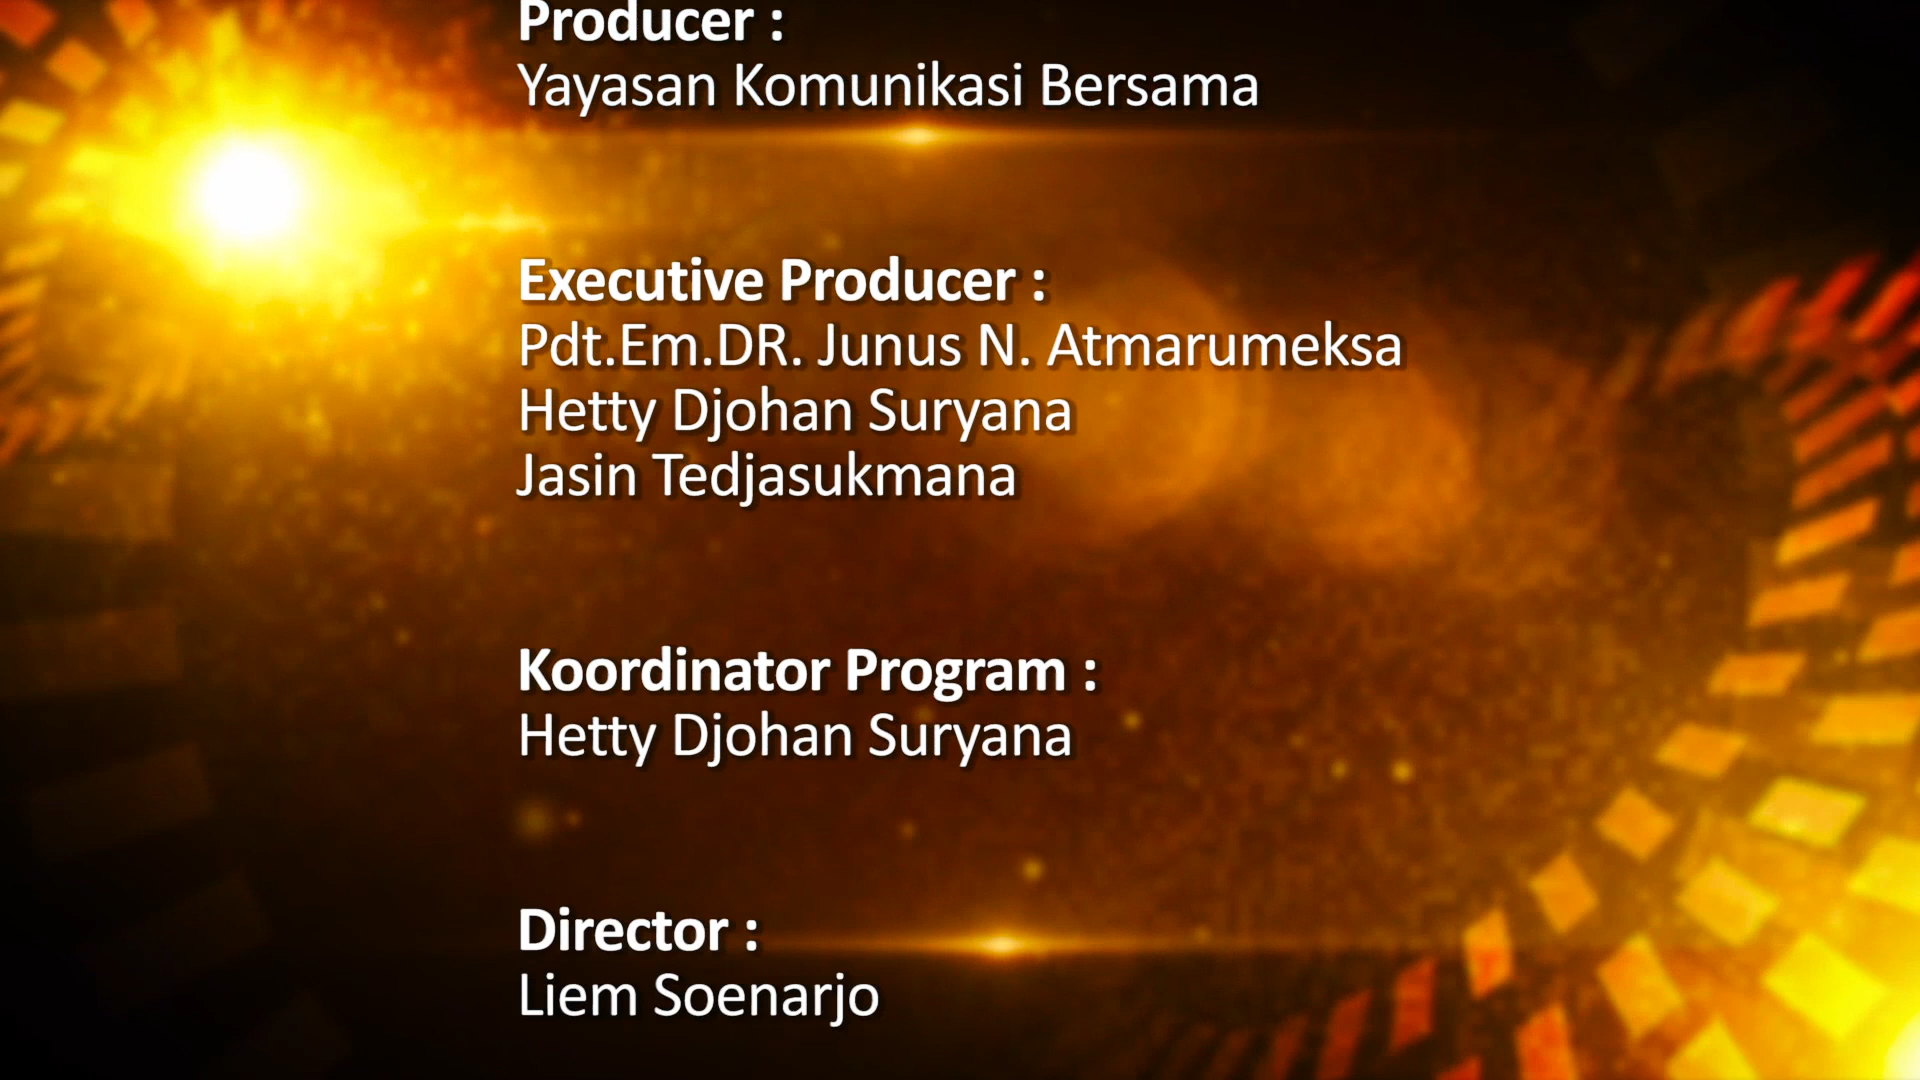 Producer :
Yayasan Komunikasi Bersama
Executive Producer :
Pdt.Em.DR. Junus N. Atmarumeksa
Hetty Djohan Suryana
Jasin Tedjasukmana
Koordinator Program :
Hetty Djohan Suryana
Director :
Liem Soenarjo